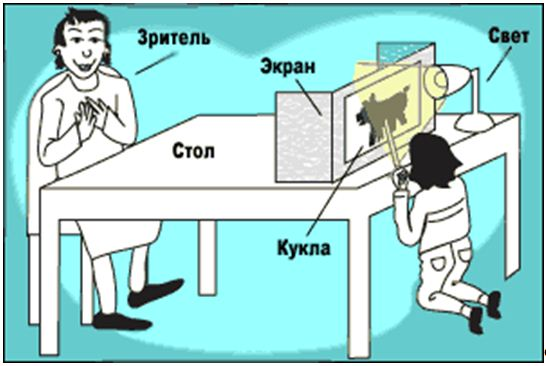 Зритель
Свет
Экран
Стол
Кукла